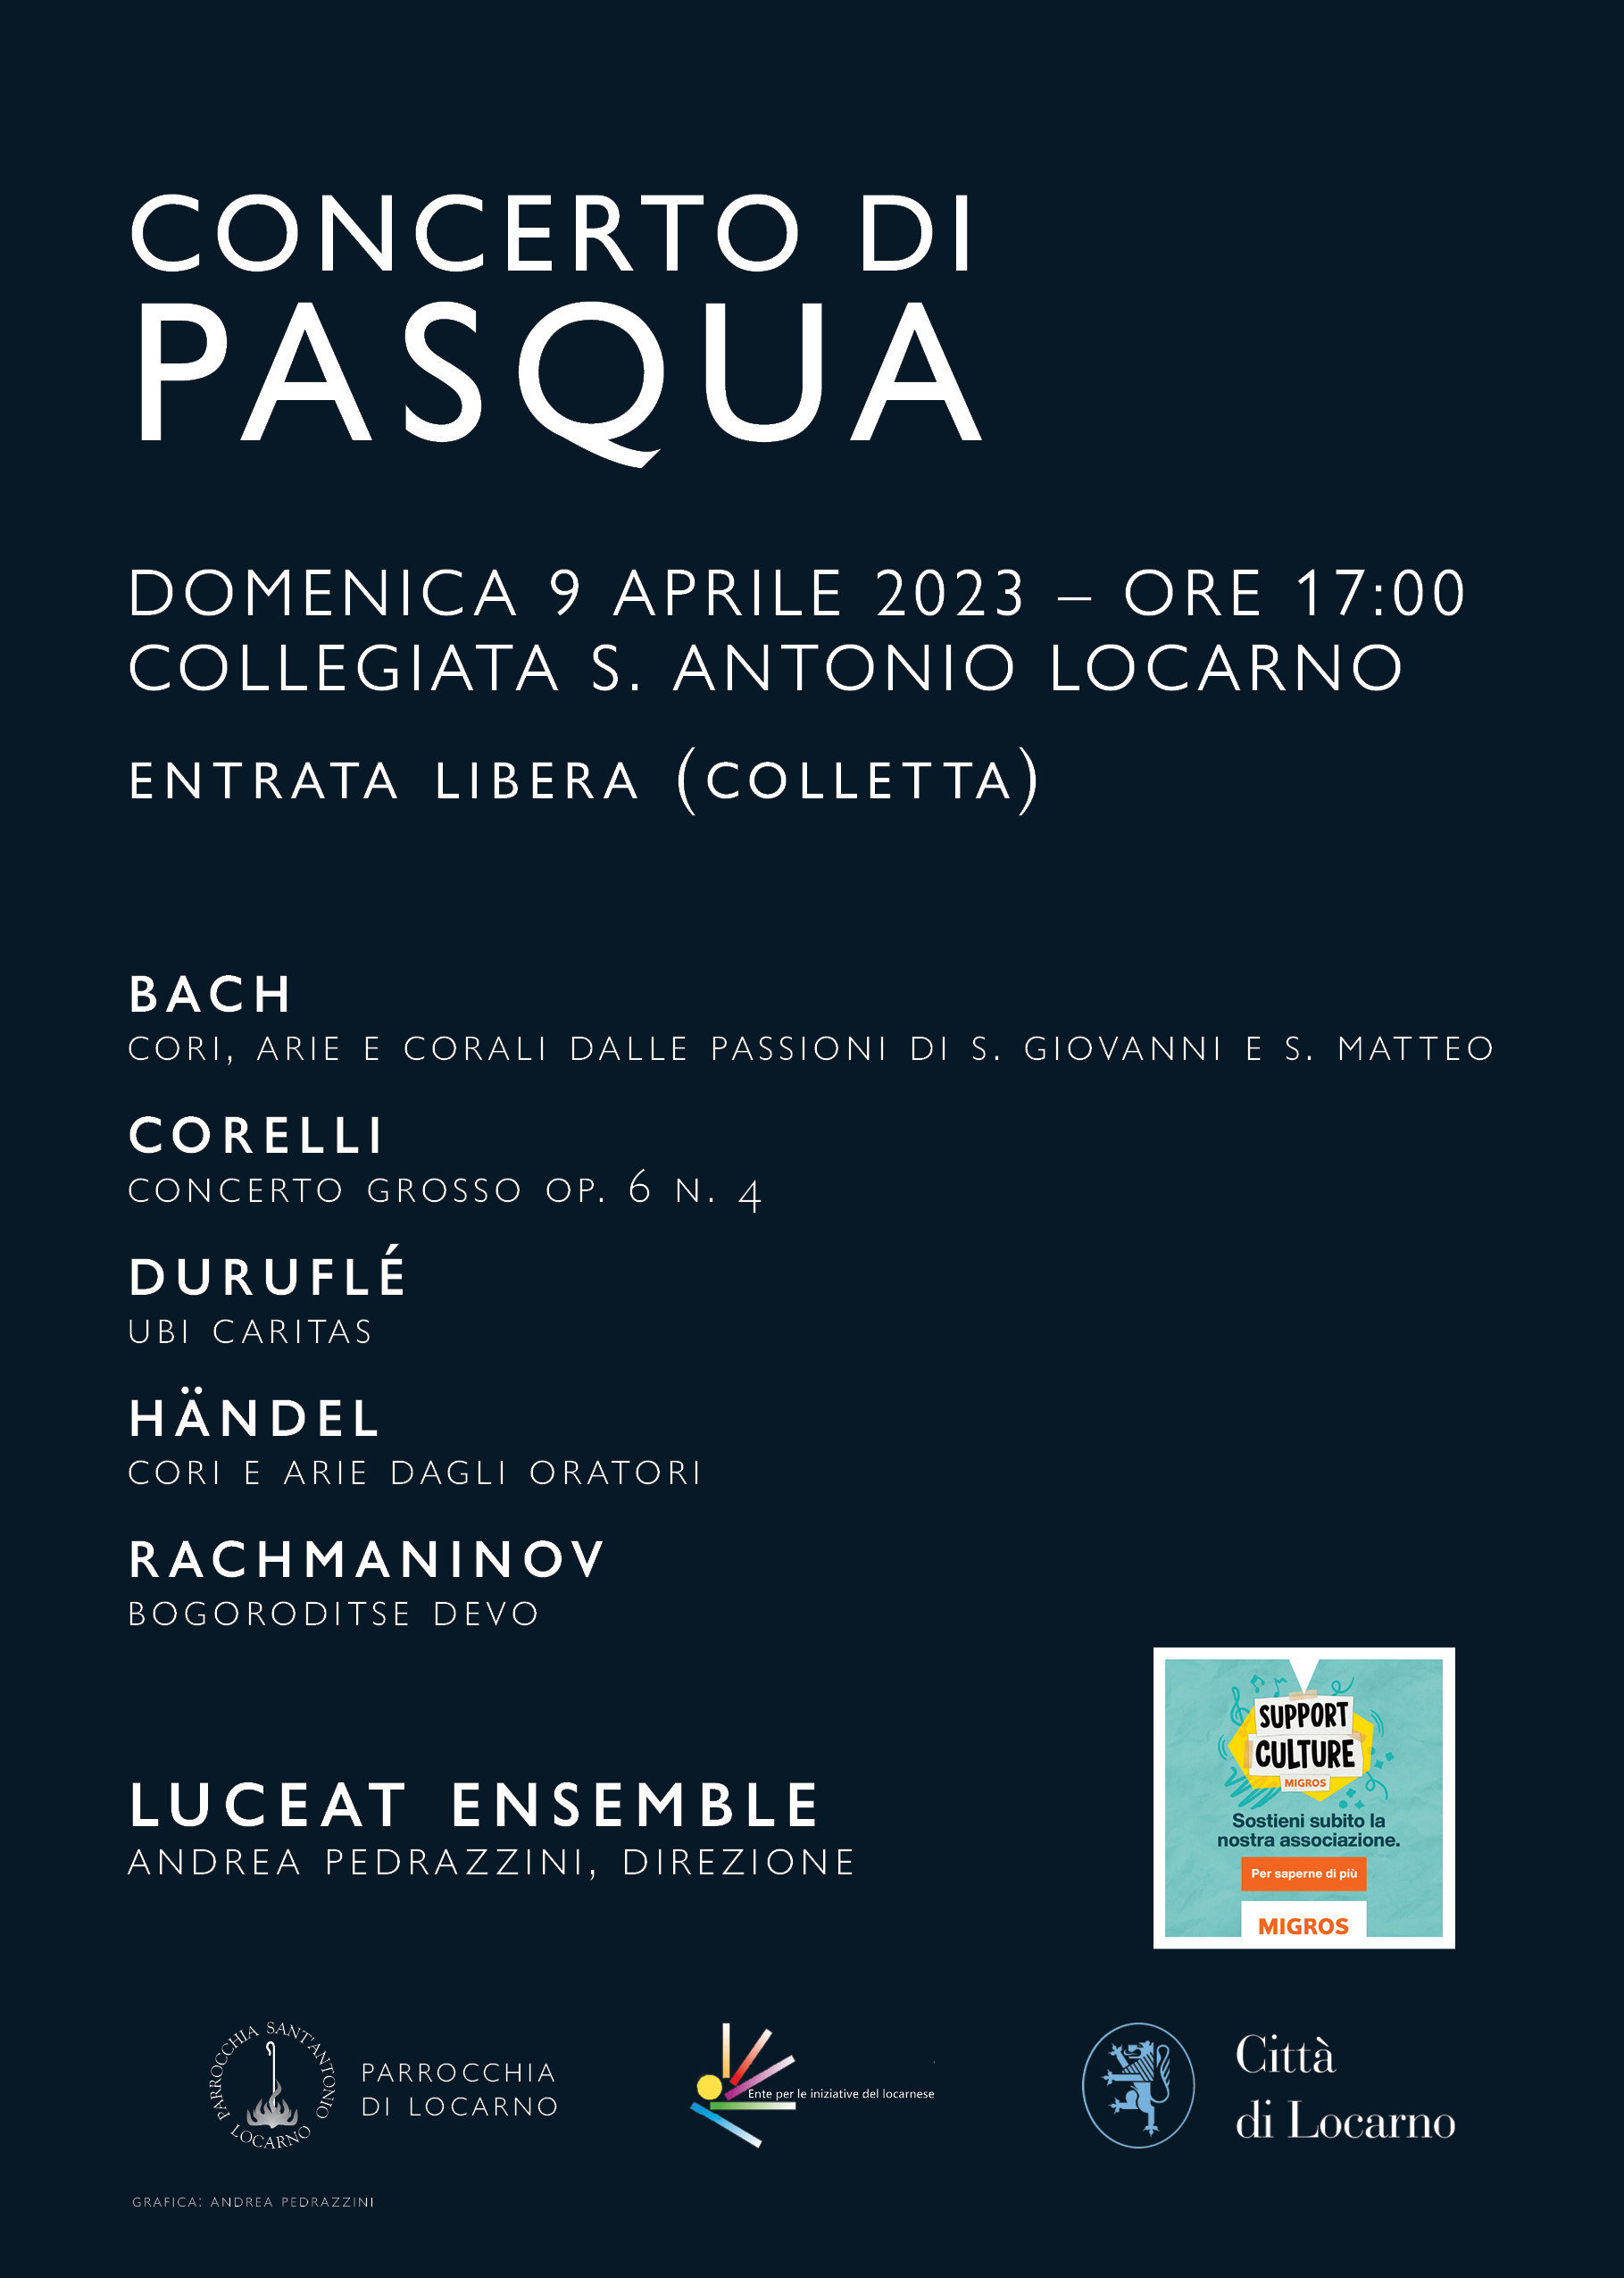 CONCERTO DI
PASQUA
DOMENICA 9 APRILE 2023 – ORE 17:00
COLLEGIATA S. ANTONIO LOCARNO
ENTRATA LIBERA (COLLETTA)
BACH
CORI, ARIE E CORALI DALLE PASSIONI DI S. GIOVANNI E S. MATTEO
CORELLI
CONCERTO GROSSO OP. 6 N. 4
DURUFLÉ
UBI CARITAS
HÄNDEL
CORI E ARIE DAGLI ORATORI
RACHMANINOV
BOGORODITSE DEVO
LUCEAT ENSEMBLE
ANDREA PEDRAZZINI, DIREZIONE
SUPPORT
CULTURE
MIGROS
Sostieni subito la
nostra associazione.
Per saperne di più
MIGROS
PARROCCHIA SANT'ANTONIO
LOCARNO
PARROCCHIA
DI LOCARNO
Ente per le iniziative del locarnese
Città
di Locarno
GRAFICA: ANDREA PEDRAZZINI